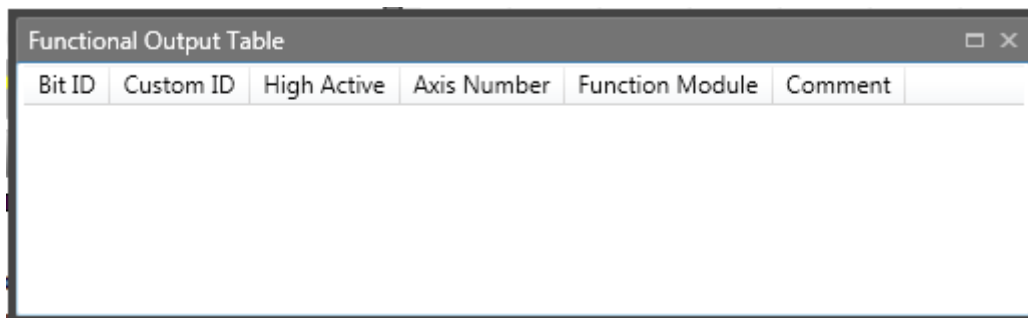 Functional Output Table
Bit ID Custom ID High Active Axis Number Function Module Comment